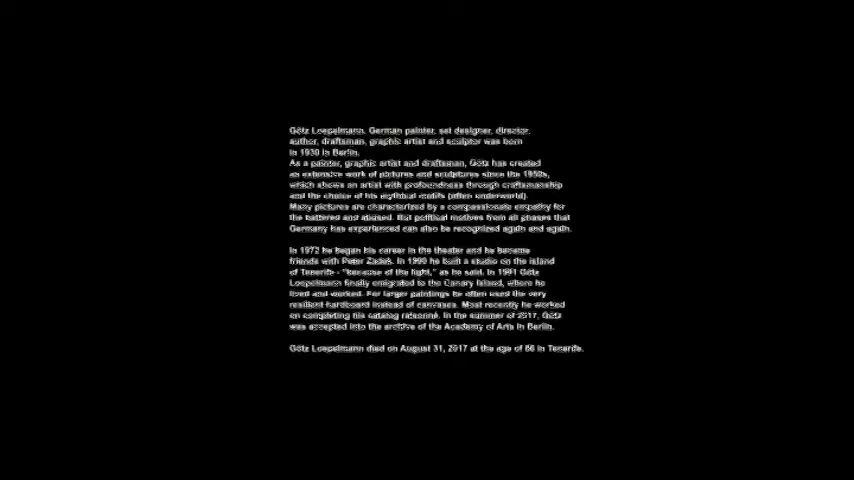 Götz Loepelmann, German painter, set designer, director,
author, draftsman, graphic artist and sculptor was born
in 1930 in Berlin.
As a painter, graphic artist and draftsman, Götz has created
an extensive work of pictures and sculptures since the 1950s,
which shows an artist with profoundness through craftsmanship
and the choice of his mythical motifs (often underworld).
Many pictures are characterized by a compassionate empathy for
the battered and abused. But political motives from all phases that
Germany has experienced can also be recognized again and again.
In 1972 he began his career in the theater and he became
friends with Peter Zadek. In 1990 he built a studio on the island
of Tenerife - "because of the light," as he said. In 1991 Götz
Loepelmann finally emigrated to the Canary Island, where he
lived and worked. For larger paintings he often used the very
resilient hardboard instead of canvases. Most recently he worked
on completing his catalog raisonné. In the summer of 2017, Götz
was accepted into the archive of the Academy of Arts in Berlin.
Götz Loepelmann died on August 31, 2017 at the age of 86 in Tenerife.